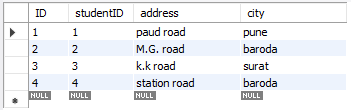 ID studentID address city
1 1 paud road pune
2 2 M.G. road baroda
3 3 k.k road surat
4 4 station road baroda
NULL NULL NULL NULL